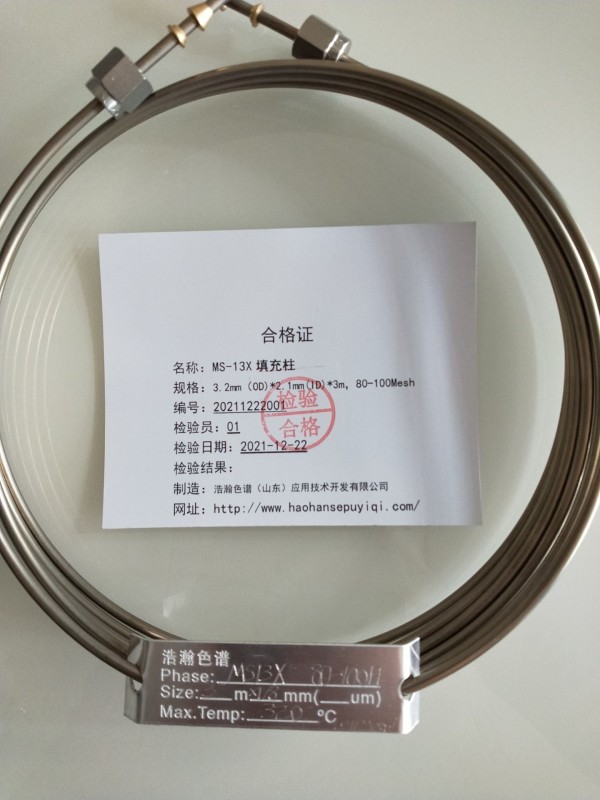 合格证
名称：MS-13X 填充柱
规格：3.2mm（OD)*2.1mm(ID)*3m, 80-100Mesh
编号：20211222001
检验员：01
检验日期：2021-12-22
检验结果：
检验
合格
制造：浩瀚色谱（山东）应用技术开发有限公司
网址：http://www.haohansepuyiqi.com/
浩瀚色谱
Phase: MS13X
Size: m mm( um)
Max.Temp: ºC